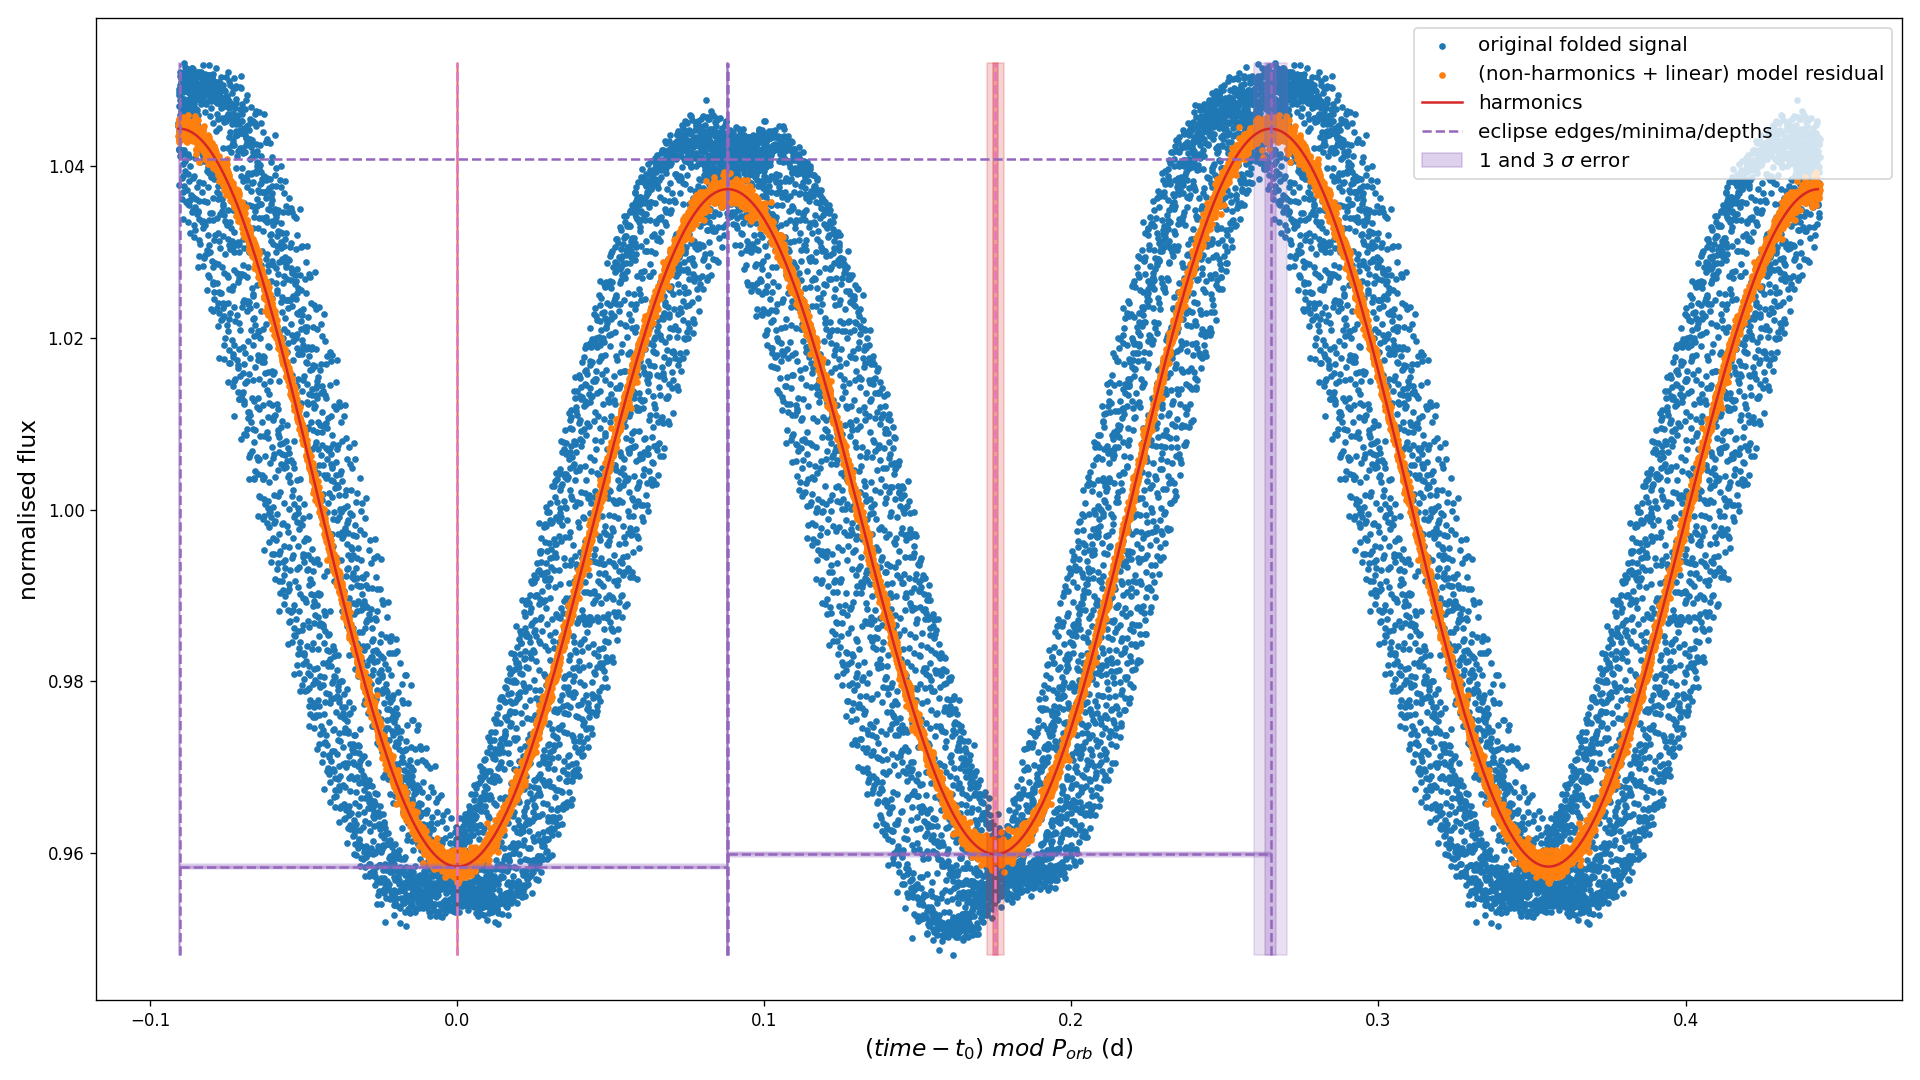 original folded signal
(non-harmonics + linear) model residual
harmonics
eclipse edges/minima/depths
1 and 3 σ error
normalised flux
1.04
1.02
1.00
0.98
0.96
−0.1
0.0
0.1
0.2
0.3
0.4
(time − t₀) mod Pₒᵣb (d)